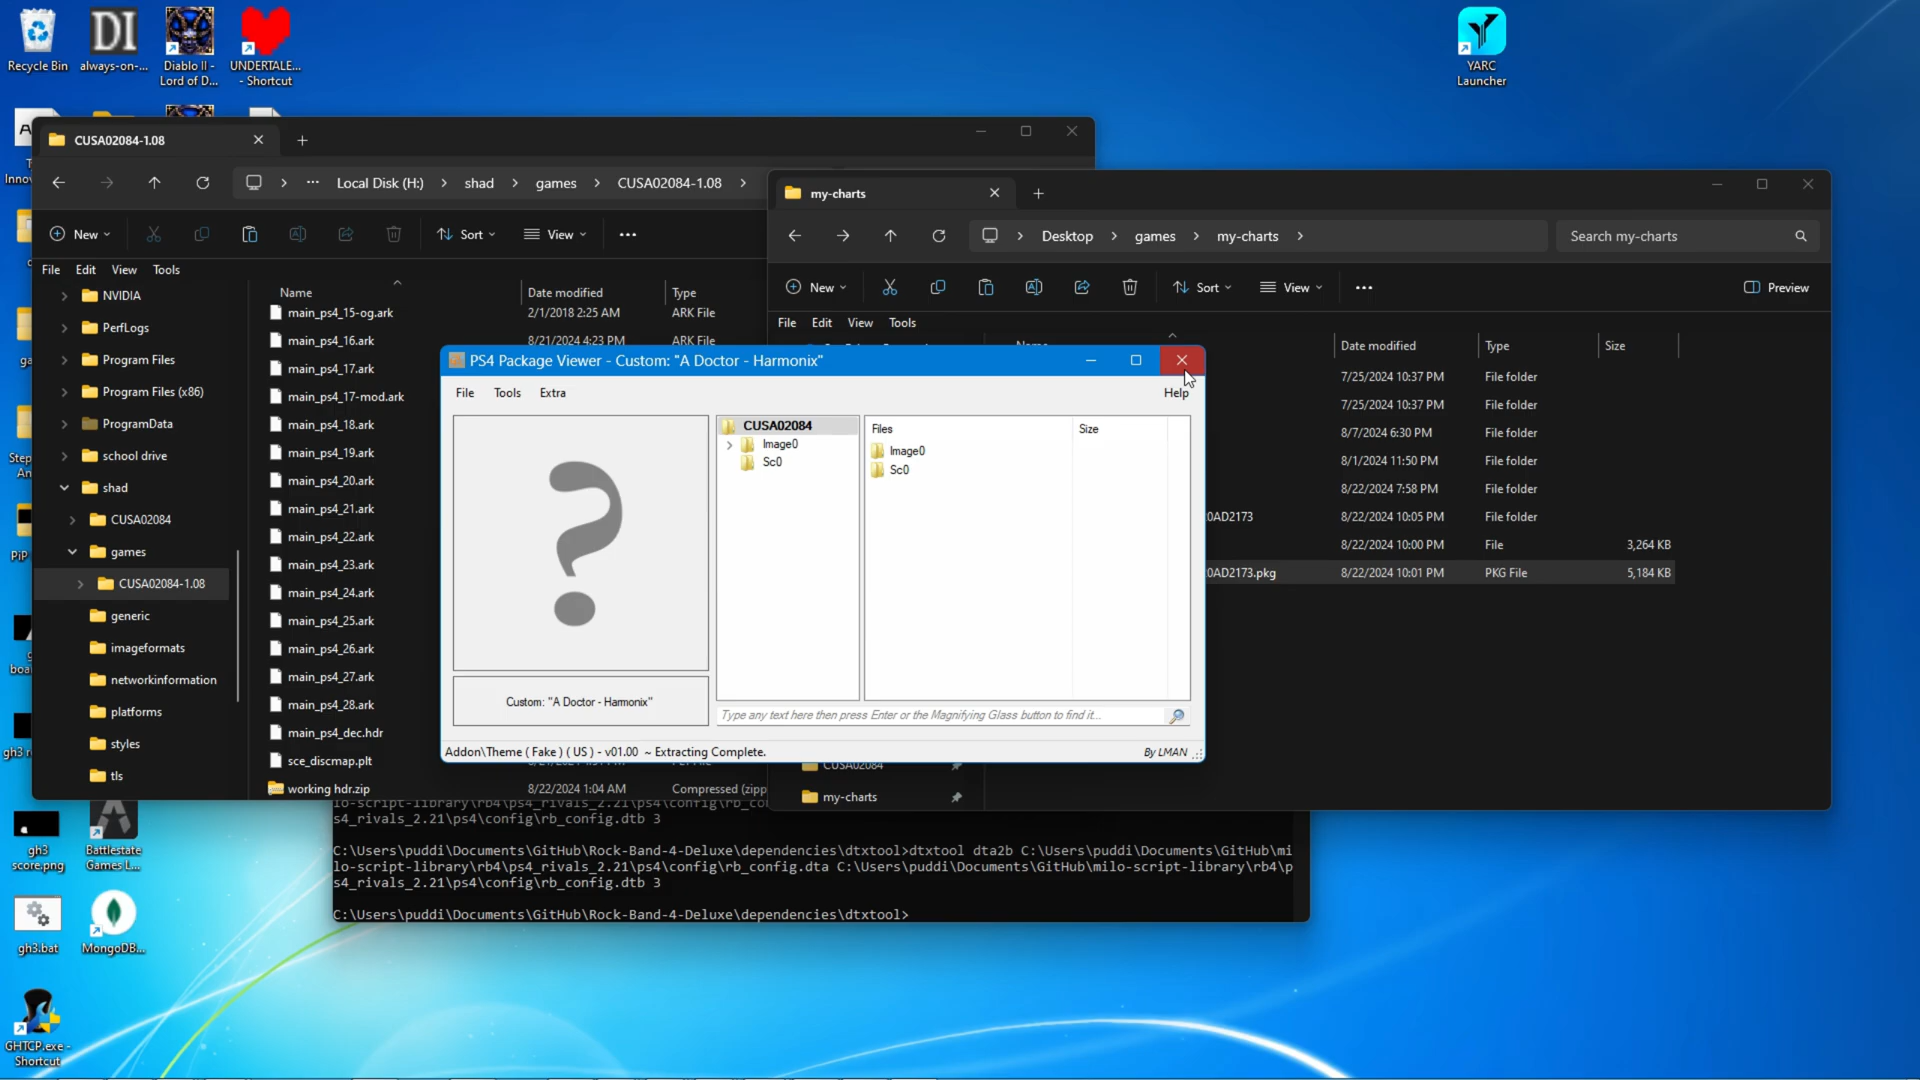 Recycle Bin
always-on-...
Diablo II -
Lord of D...
UNDERTALE...
- Shortcut
YARC
Launcher
CUSA02084-1.08
Local Disk (H:)
shad
games
CUSA02084-1.08
New
Sort
View
File
Edit
View
Tools
NVIDIA
PerfLogs
Program Files
Program Files (x86)
ProgramData
school drive
shad
CUSA02084
games
CUSA02084-1.08
generic
imageformats
networkinformation
platforms
styles
tls
Name
Date modified
Type
main_ps4_15-og.ark
2/1/2018 2:25 AM
ARK File
main_ps4_16.ark
8/21/2024 4:23 PM
ARK File
main_ps4_17.ark
main_ps4_17-mod.ark
main_ps4_18.ark
main_ps4_19.ark
main_ps4_20.ark
main_ps4_21.ark
main_ps4_22.ark
main_ps4_23.ark
main_ps4_24.ark
main_ps4_25.ark
main_ps4_26.ark
main_ps4_27.ark
main_ps4_28.ark
main_ps4_dec.hdr
sce_discmap.plt
working hdr.zip
8/22/2024 1:04 AM
Compressed (zipp
my-charts
Desktop
games
my-charts
Search my-charts
New
Sort
View
Preview
File
Edit
View
Tools
Date modified
Type
Size
7/25/2024 10:37 PM
File folder
7/25/2024 10:37 PM
File folder
8/7/2024 6:30 PM
File folder
8/1/2024 11:50 PM
File folder
8/22/2024 7:58 PM
File folder
0AD2173
8/22/2024 10:05 PM
File folder
8/22/2024 10:00 PM
File
3,264 KB
0AD2173.pkg
8/22/2024 10:01 PM
PKG File
5,184 KB
CUSA02084
my-charts
PS4 Package Viewer - Custom: "A Doctor - Harmonix"
File
Tools
Extra
Help
CUSA02084
Image0
Sc0
Files
Size
Image0
Sc0
Custom: "A Doctor - Harmonix"
Type any text here then press Enter or the Magnifying Glass button to find it...
Addon\Theme ( Fake ) ( US ) - v01.00 ~ Extracting Complete.
By LMAN
lo-script-library\rb4\ps4_rivals_2.21\ps4\config\rb_co
s4_rivals_2.21\ps4\config\rb_config.dtb 3
C:\Users\puddi\Documents\GitHub\Rock-Band-4-Deluxe\dependencies\dtxtool>dtxtool dta2b C:\Users\puddi\Documents\GitHub\mi
lo-script-library\rb4\ps4_rivals_2.21\ps4\config\rb_config.dta C:\Users\puddi\Documents\GitHub\milo-script-library\rb4\p
s4_rivals_2.21\ps4\config\rb_config.dtb 3
C:\Users\puddi\Documents\GitHub\Rock-Band-4-Deluxe\dependencies\dtxtool>
gh3
score.png
Battlestate
Games L...
gh3.bat
MongoDB...
GHTCP.exe -
Shortcut